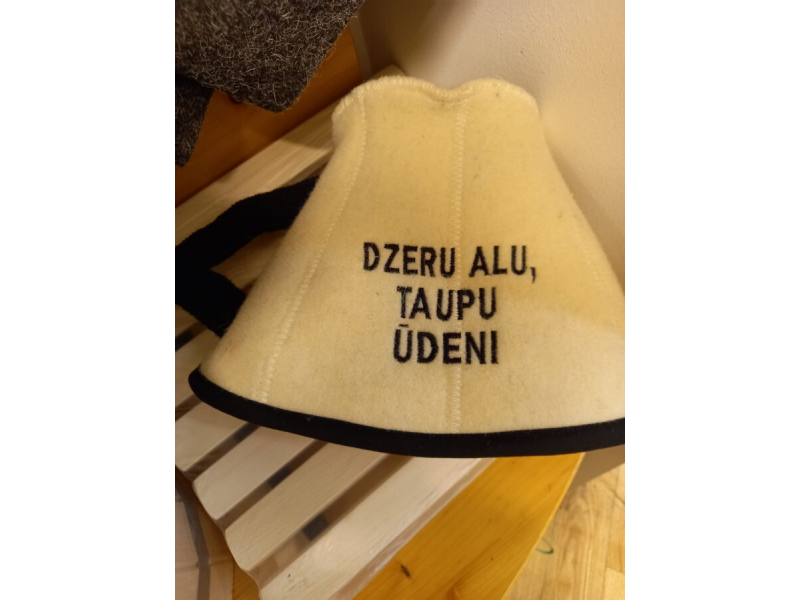 DZERU ALU,
TAUPU
ŪDENI